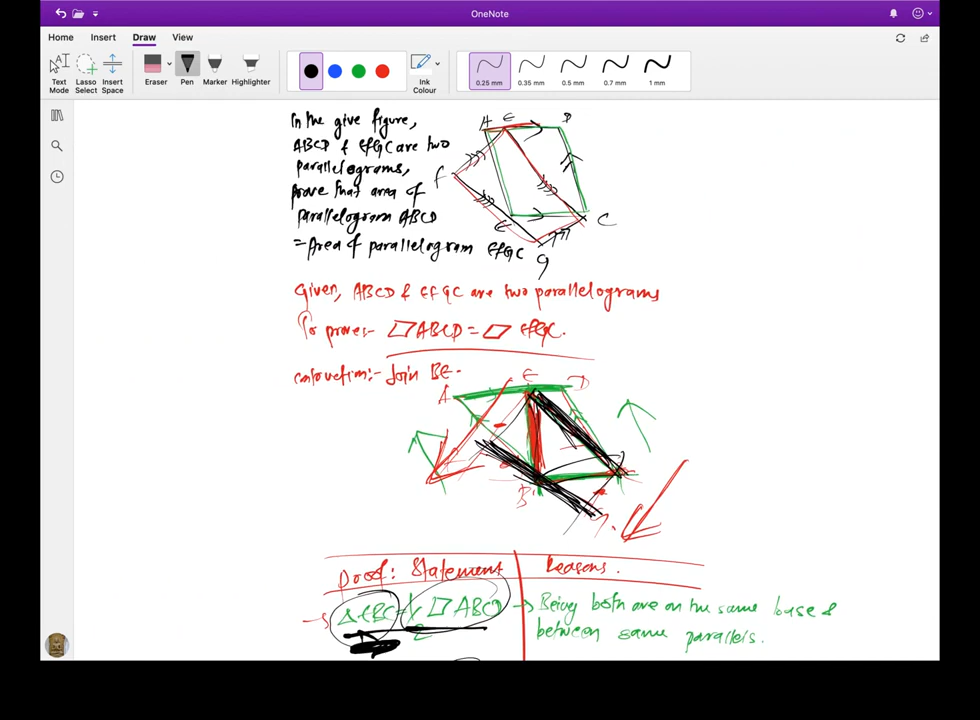 OneNote
Home Insert Draw View
Text Mode
Lasso Select
Insert Space
Eraser
Pen
Marker
Highlighter
Ink Colour
0.25 mm
0.35 mm
0.5 mm
0.7 mm
1 mm
In the give figure,
ABCD & EFGC are two
parallelograms,
prove that area of
parallelogram ABCD
= Area of parallelogram EFGC
A E D
F
E C
G
Given, ABCD & EFGC are two parallelograms
To prove:- ▱ABCD = ▱ EFGC.
Join BE.
A E D
B
Proof: Statement Reasons.
→ Being both are on the same base &
between same parallels.